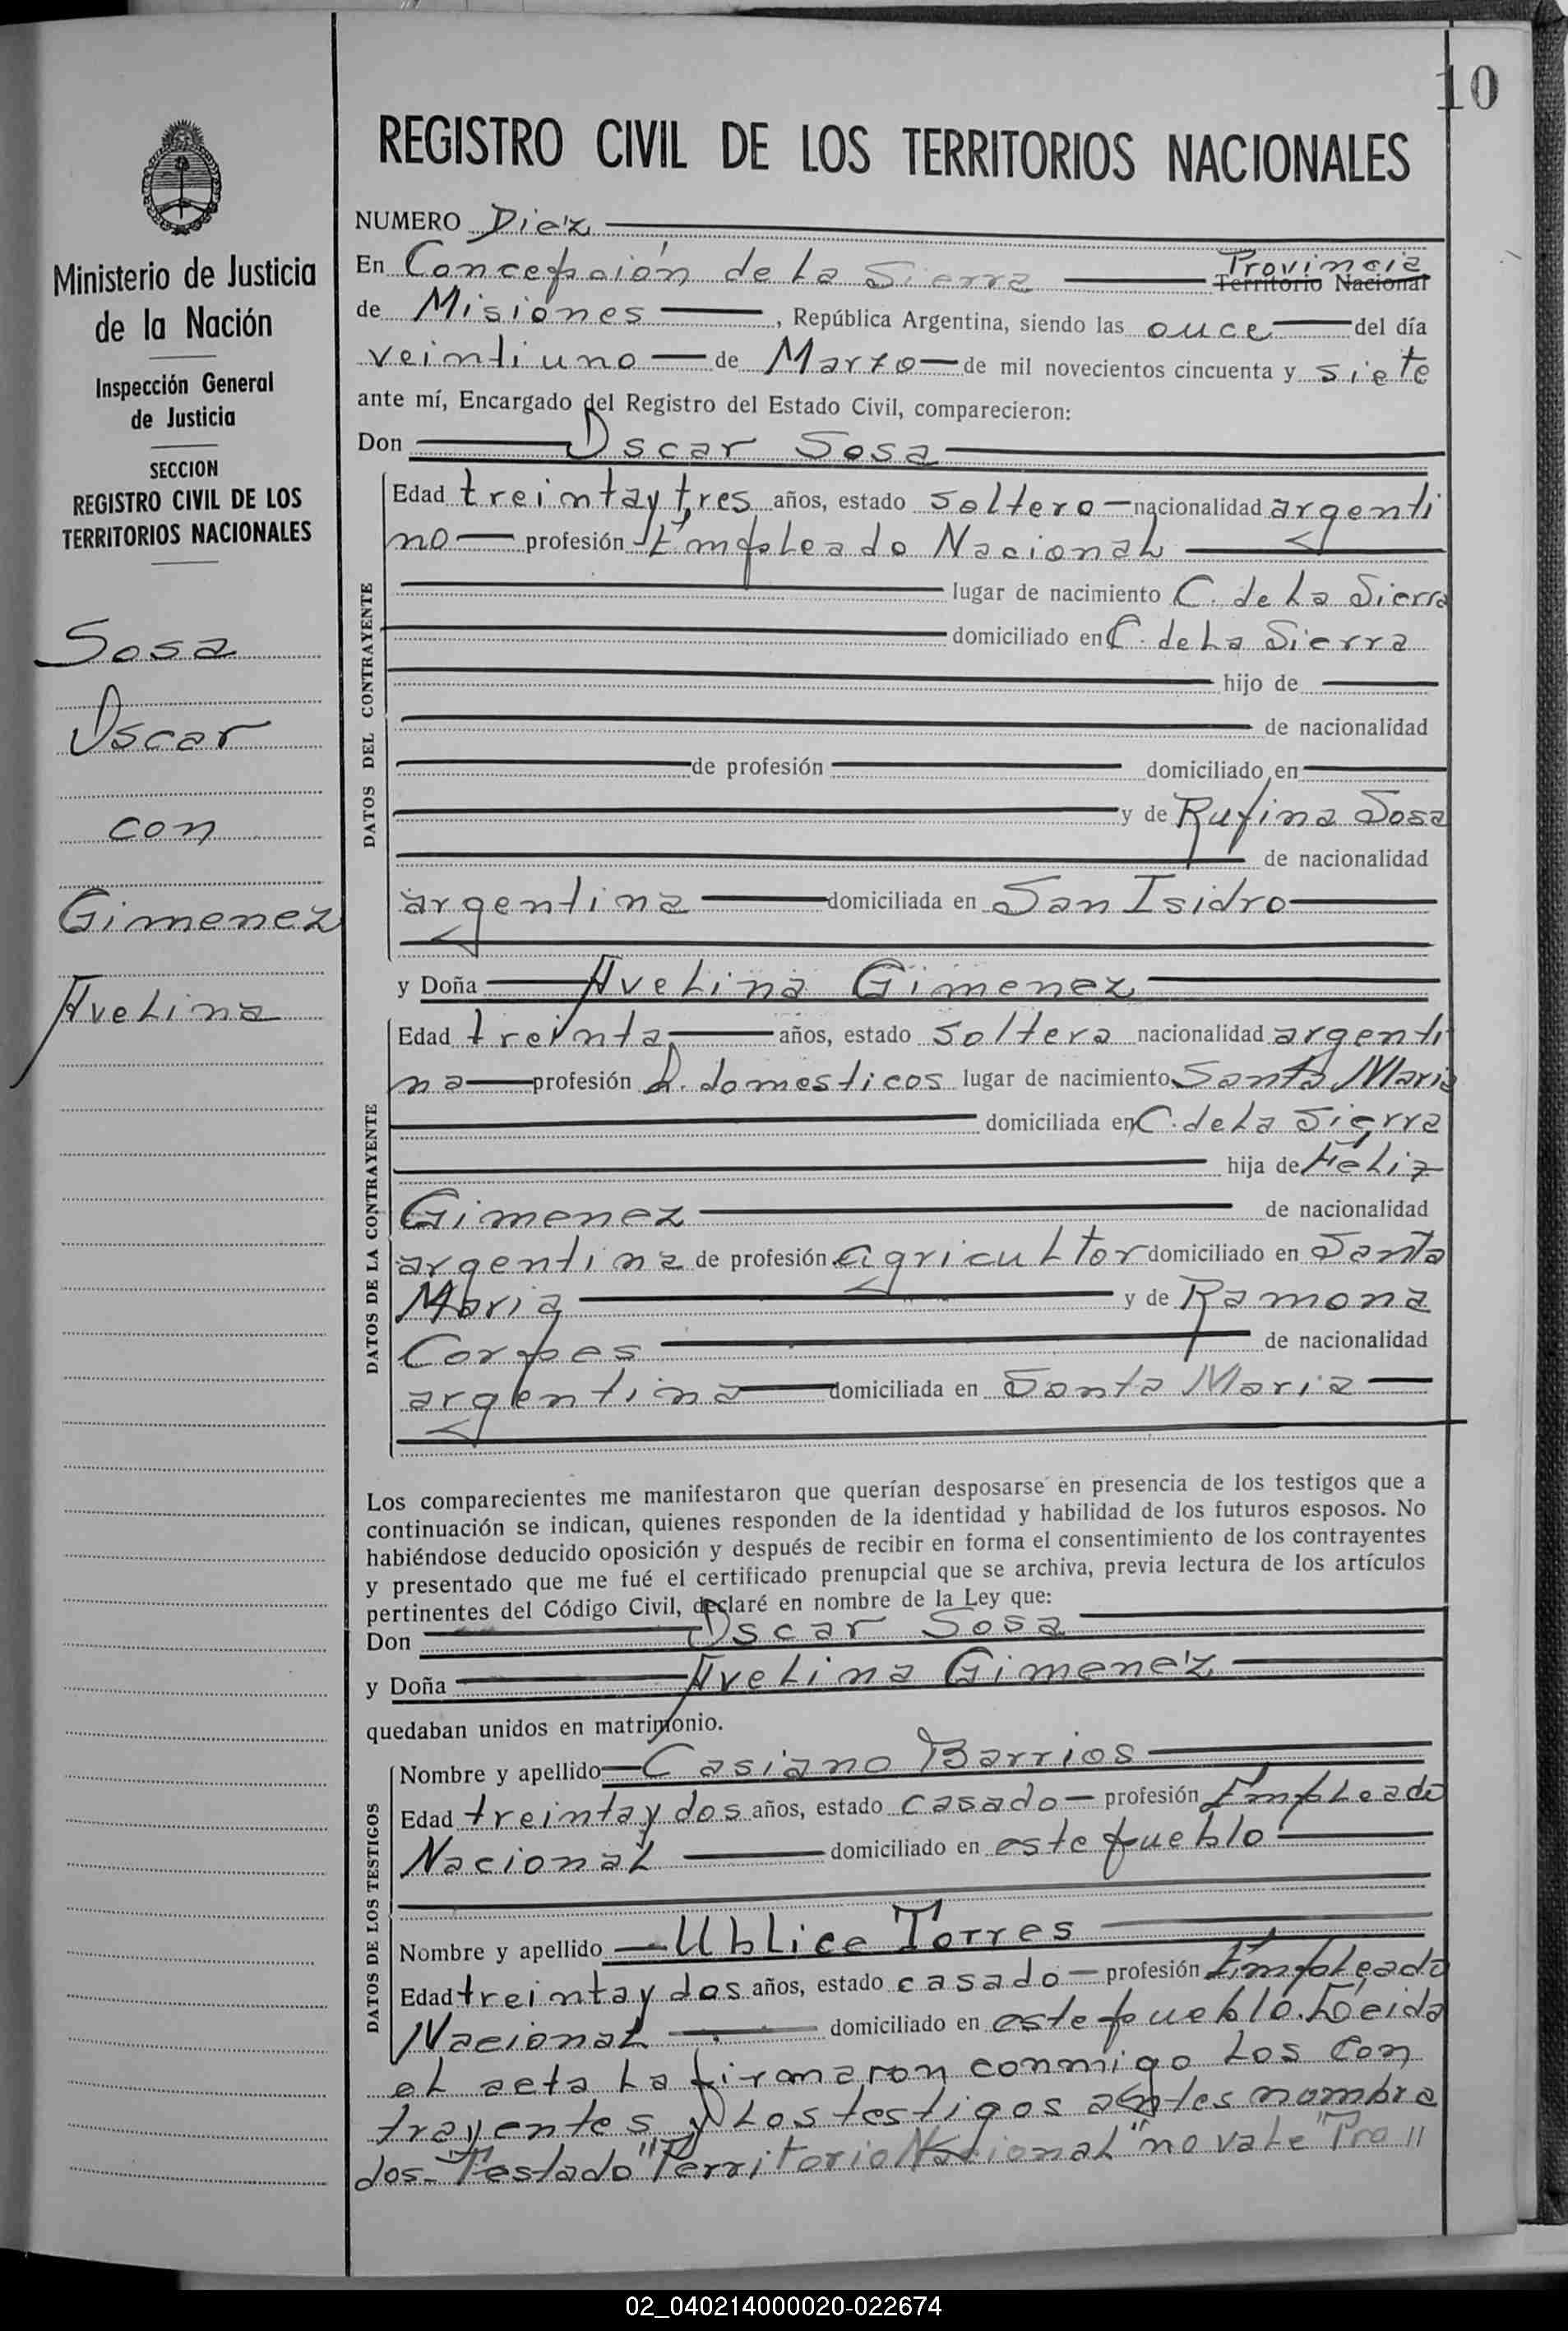 10
REGISTRO CIVIL DE LOS TERRITORIOS NACIONALES
Ministerio de Justicia
de la Nación
Inspección General
de Justicia
SECCION
REGISTRO CIVIL DE LOS
TERRITORIOS NACIONALES
Sosa
Oscar
con
Gimenez
Avelina
NUMERO Diez
En Concepción de La Sierra Provincia Territorio Nacional
de Misiones, República Argentina, siendo las once del día
veintiuno de Marzo de mil novecientos cincuenta y siete
ante mí, Encargado del Registro del Estado Civil, comparecieron:
Don Oscar Sosa
DATOS DEL CONTRAYENTE
Edad treinta y tres años, estado soltero nacionalidad argenti
no profesión Empleado Nacional
lugar de nacimiento C. de La Sierra
domiciliado en C. de La Sierra
hijo de
de nacionalidad
de profesión domiciliado en
y de Rufina Sosa
de nacionalidad
argentina domiciliada en San Isidro
y Doña Avelina Gimenez
DATOS DE LA CONTRAYENTE
Edad treinta años, estado soltera nacionalidad argenti
na profesión Q. domesticos lugar de nacimiento Santa Maria
domiciliada en C. de La Sierra
hija de Feliz
Gimenez de nacionalidad
argentina de profesión agricultor domiciliado en Santa
Maria y de Ramona
Corpes de nacionalidad
argentina domiciliada en Santa Maria
Los comparecientes me manifestaron que querían desposarse en presencia de los testigos que a
continuación se indican, quienes responden de la identidad y habilidad de los futuros esposos. No
habiéndose deducido oposición y después de recibir en forma el consentimiento de los contrayentes
y presentado que me fué el certificado prenupcial que se archiva, previa lectura de los artículos
pertinentes del Código Civil, declaré en nombre de la Ley que:
Don Oscar Sosa
y Doña Avelina Gimenez
quedaban unidos en matrimonio.
DATOS DE LOS TESTIGOS
Nombre y apellido Casiano Barrios
Edad treinta y dos años, estado casado profesión Empleado
Nacional domiciliado en este pueblo
Nombre y apellido Ublice Torres
Edad treinta y dos años, estado casado profesión Empleado
Nacional domiciliado en este pueblo. Leida
el acta la firmaron conmigo los con
trayentes y los testigos antes nombra
dos- Testado "Territorio Nacional" no vale "Pro"
02_040214000020-022674